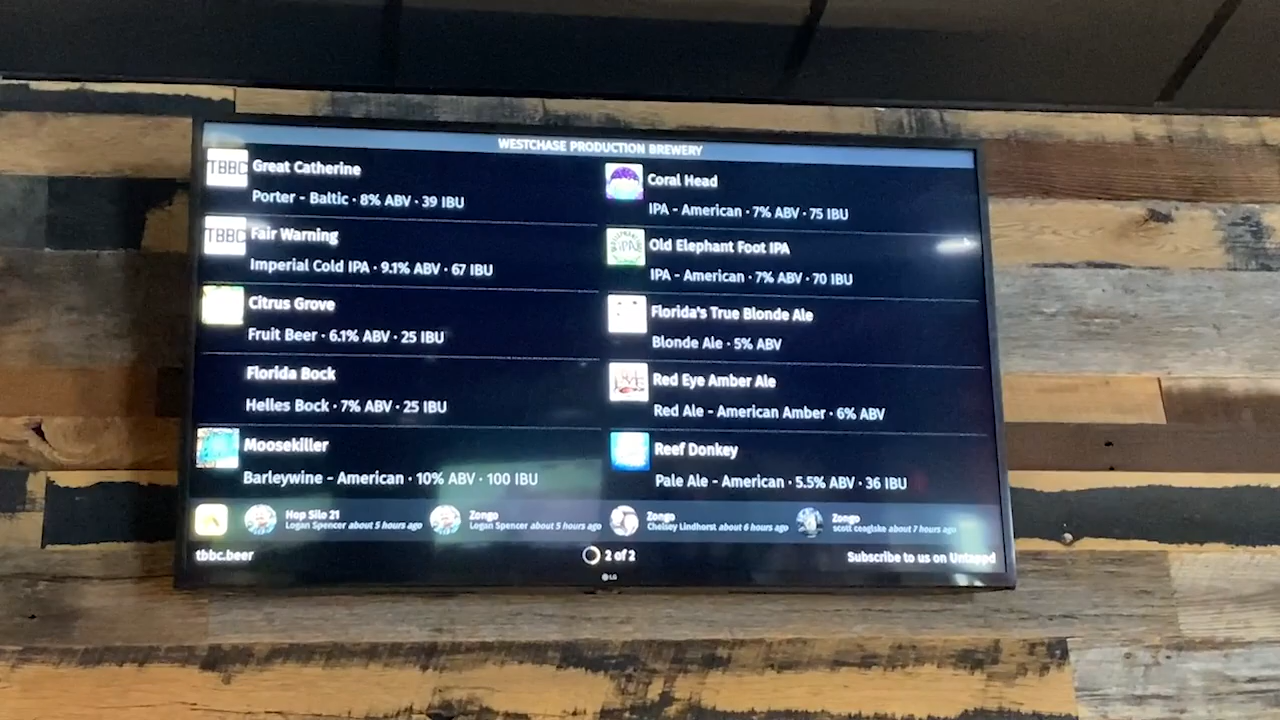 WESTCHASE PRODUCTION BREWERY
TBBC
Great Catherine
Porter - Baltic · 8% ABV · 39 IBU
TBBC
Fair Warning
Imperial Cold IPA · 9.1% ABV · 67 IBU
Citrus Grove
Fruit Beer · 6.1% ABV · 25 IBU
Florida Bock
Helles Bock · 7% ABV · 25 IBU
Moosekiller
Barleywine - American · 10% ABV · 100 IBU
Coral Head
IPA - American · 7% ABV · 75 IBU
IPA
Old Elephant Foot IPA
IPA - American · 7% ABV · 70 IBU
Florida's True Blonde Ale
Blonde Ale · 5% ABV
Red Eye Amber Ale
Red Ale - American Amber · 6% ABV
Reef Donkey
Pale Ale - American · 5.5% ABV · 36 IBU
Hop Silo 21
Logan Spencer about 5 hours ago
Zongo
Logan Spencer about 5 hours ago
Zongo
Chelsey Lindhorst about 6 hours ago
Zongo
scott about 7 hours ago
tbbc.beer
2 of 2
Subscribe to us on Untappd
LG